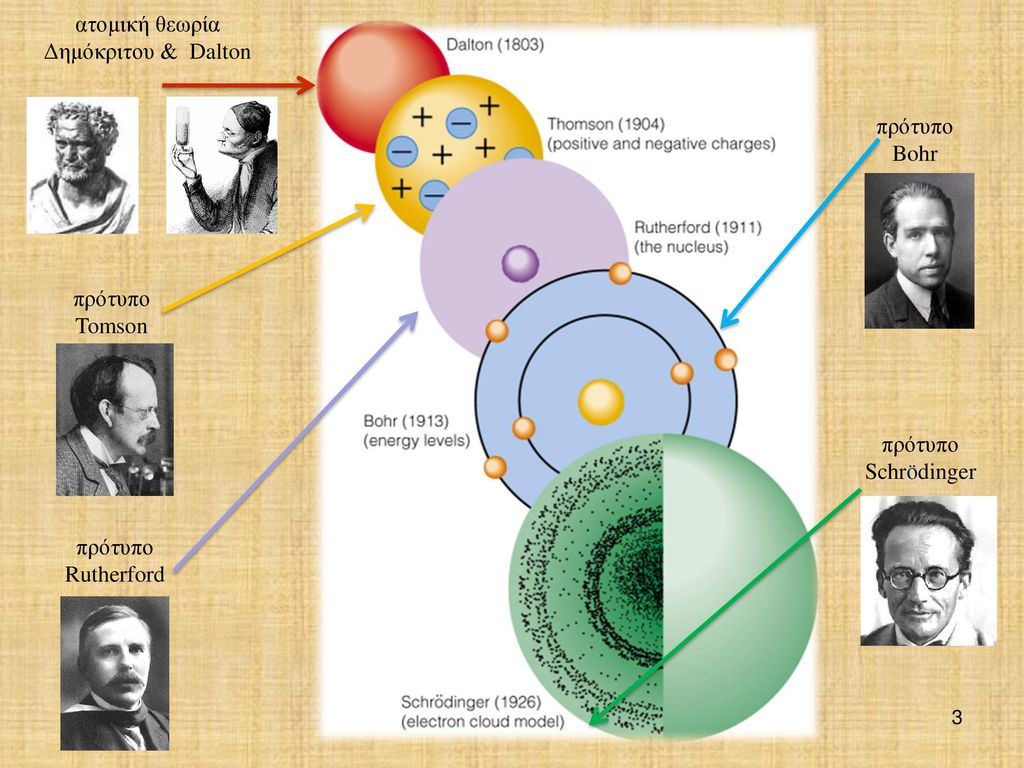 ατομική θεωρία
Δημόκριτου & Dalton
Dalton (1803)
Thomson (1904)
(positive and negative charges)
πρότυπο
Bohr
Rutherford (1911)
(the nucleus)
πρότυπο
Tomson
Bohr (1913)
(energy levels)
πρότυπο
Schrödinger
πρότυπο
Rutherford
Schrödinger (1926)
(electron cloud model)
3